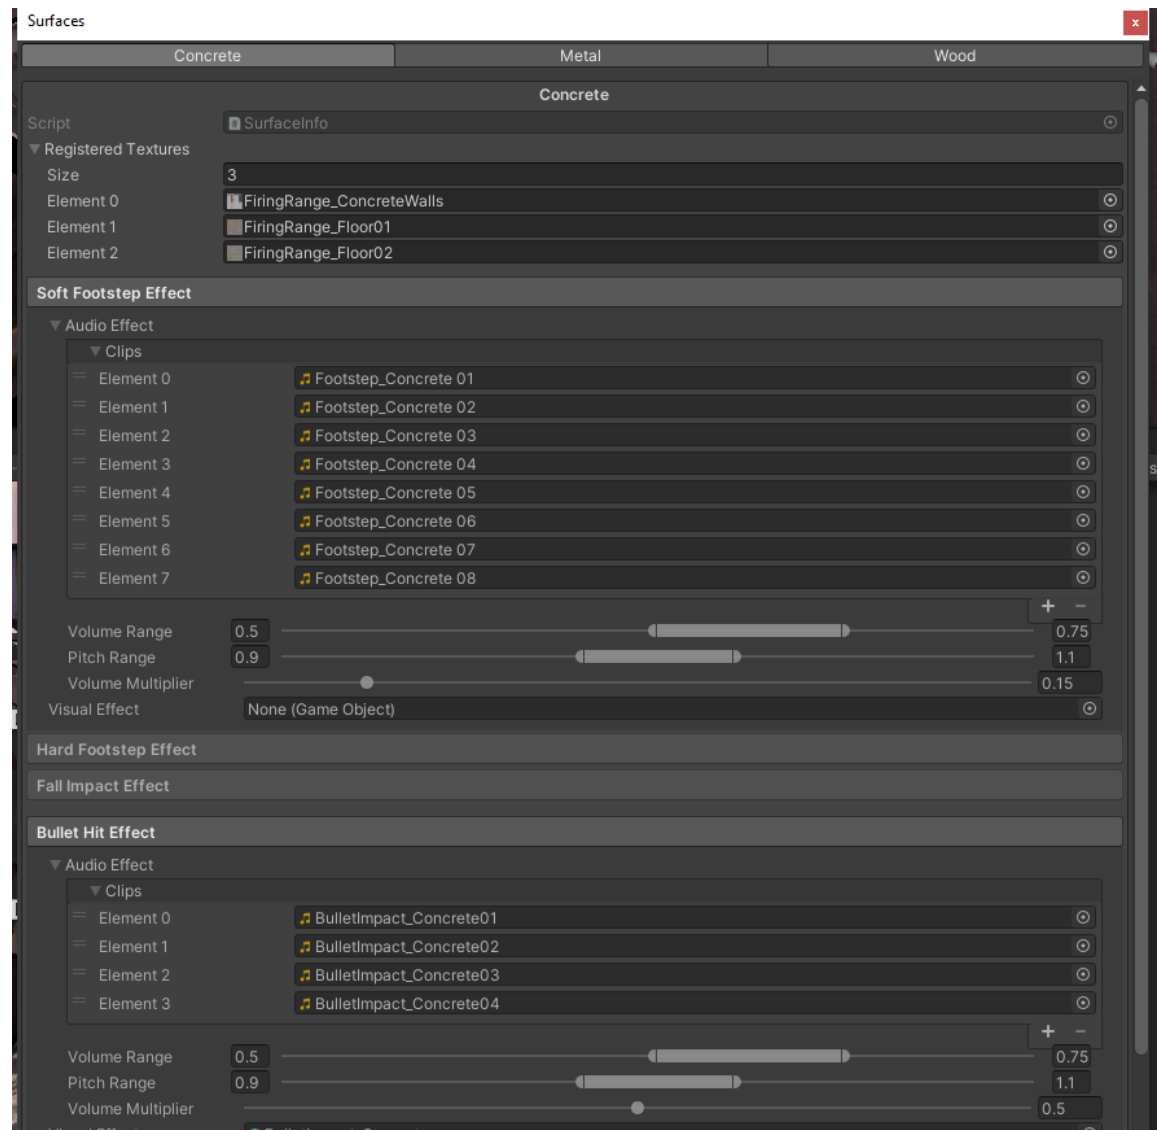 Surfaces x
Concrete Metal Wood
Concrete
Script SurfaceInfo
Registered Textures
Size 3
Element 0 FiringRange_ConcreteWalls
Element 1 FiringRange_Floor01
Element 2 FiringRange_Floor02
Soft Footstep Effect
Audio Effect
Clips
Element 0 Footstep_Concrete 01
Element 1 Footstep_Concrete 02
Element 2 Footstep_Concrete 03
Element 3 Footstep_Concrete 04
Element 4 Footstep_Concrete 05
Element 5 Footstep_Concrete 06
Element 6 Footstep_Concrete 07
Element 7 Footstep_Concrete 08
+ −
Volume Range 0.5 0.75
Pitch Range 0.9 1.1
Volume Multiplier 0.15
Visual Effect None (Game Object)
Hard Footstep Effect
Fall Impact Effect
Bullet Hit Effect
Audio Effect
Clips
Element 0 BulletImpact_Concrete01
Element 1 BulletImpact_Concrete02
Element 2 BulletImpact_Concrete03
Element 3 BulletImpact_Concrete04
+ −
Volume Range 0.5 0.75
Pitch Range 0.9 1.1
Volume Multiplier 0.5